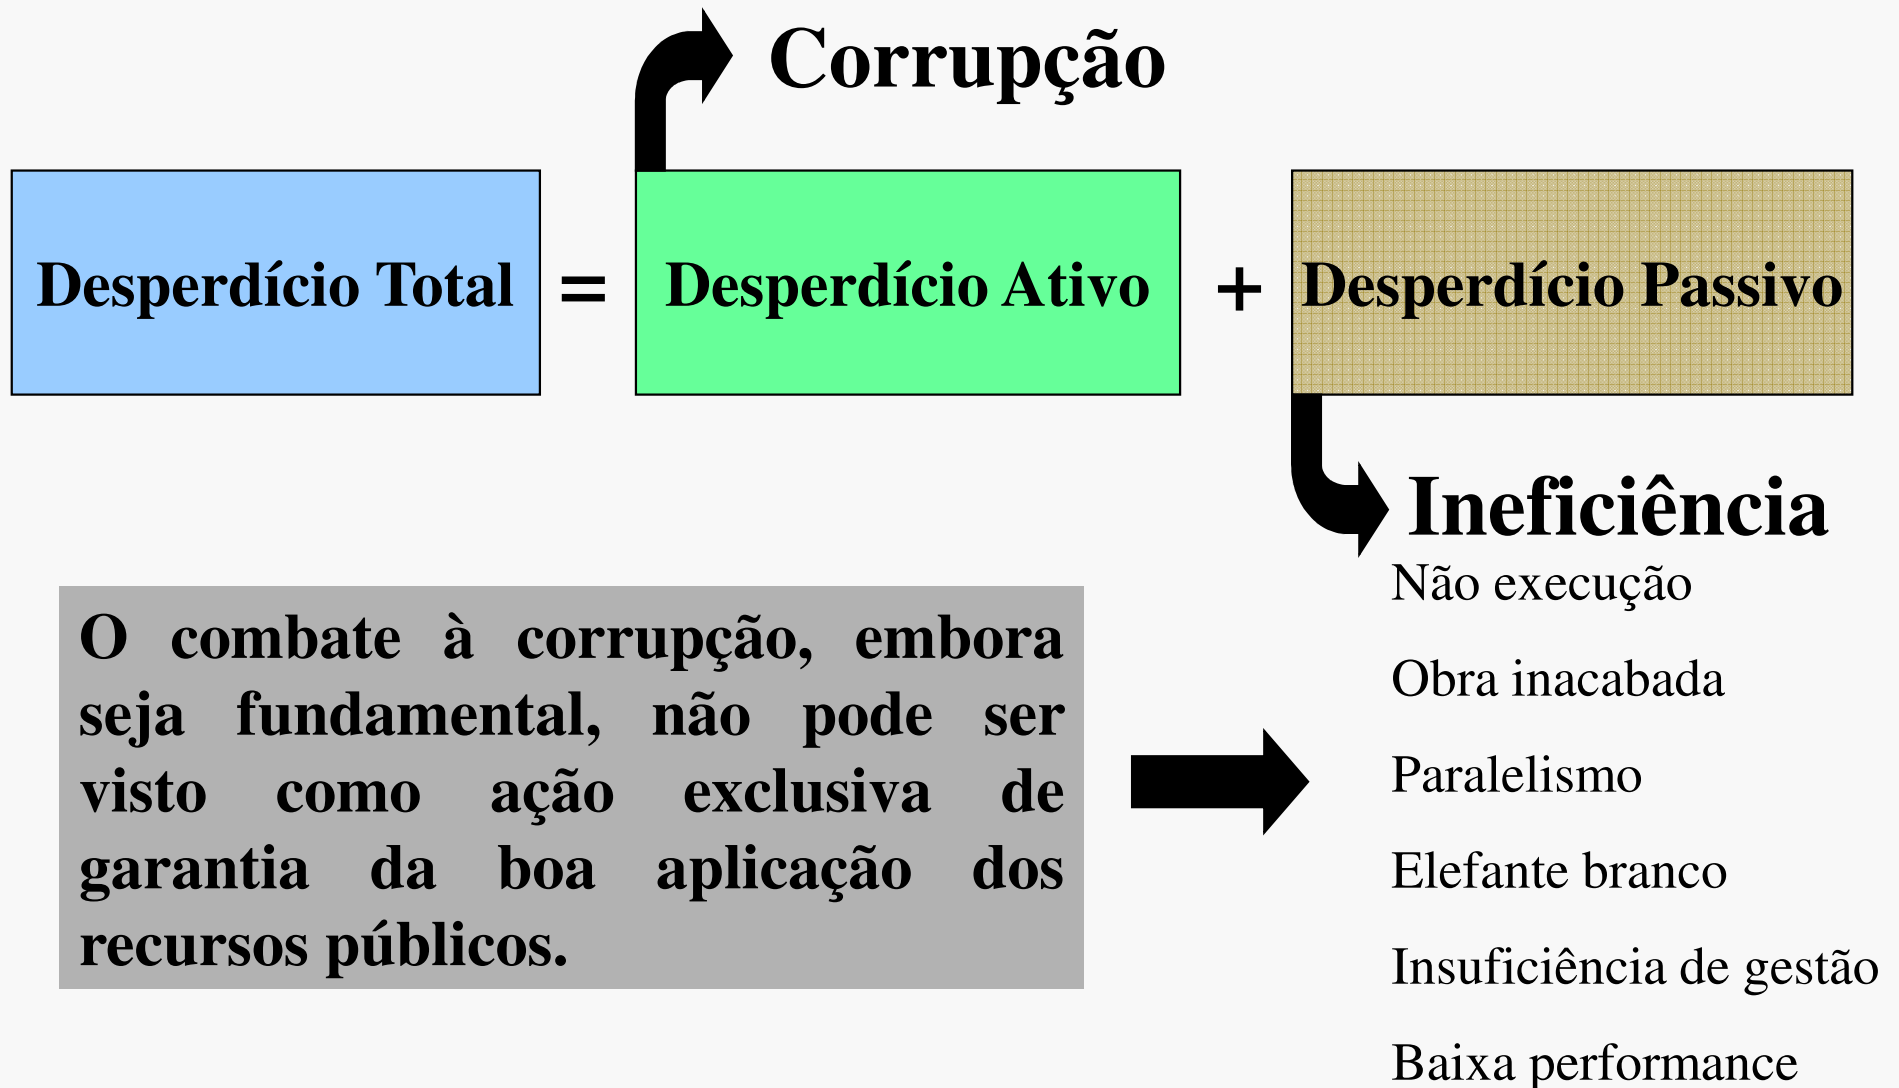 Corrupção
Desperdício Total = Desperdício Ativo + Desperdício Passivo
Ineficiência
Não execução
Obra inacabada
Paralelismo
Elefante branco
Insuficiência de gestão
Baixa performance
O combate à corrupção, embora
seja fundamental, não pode ser
visto como ação exclusiva de
garantia da boa aplicação dos
recursos públicos.